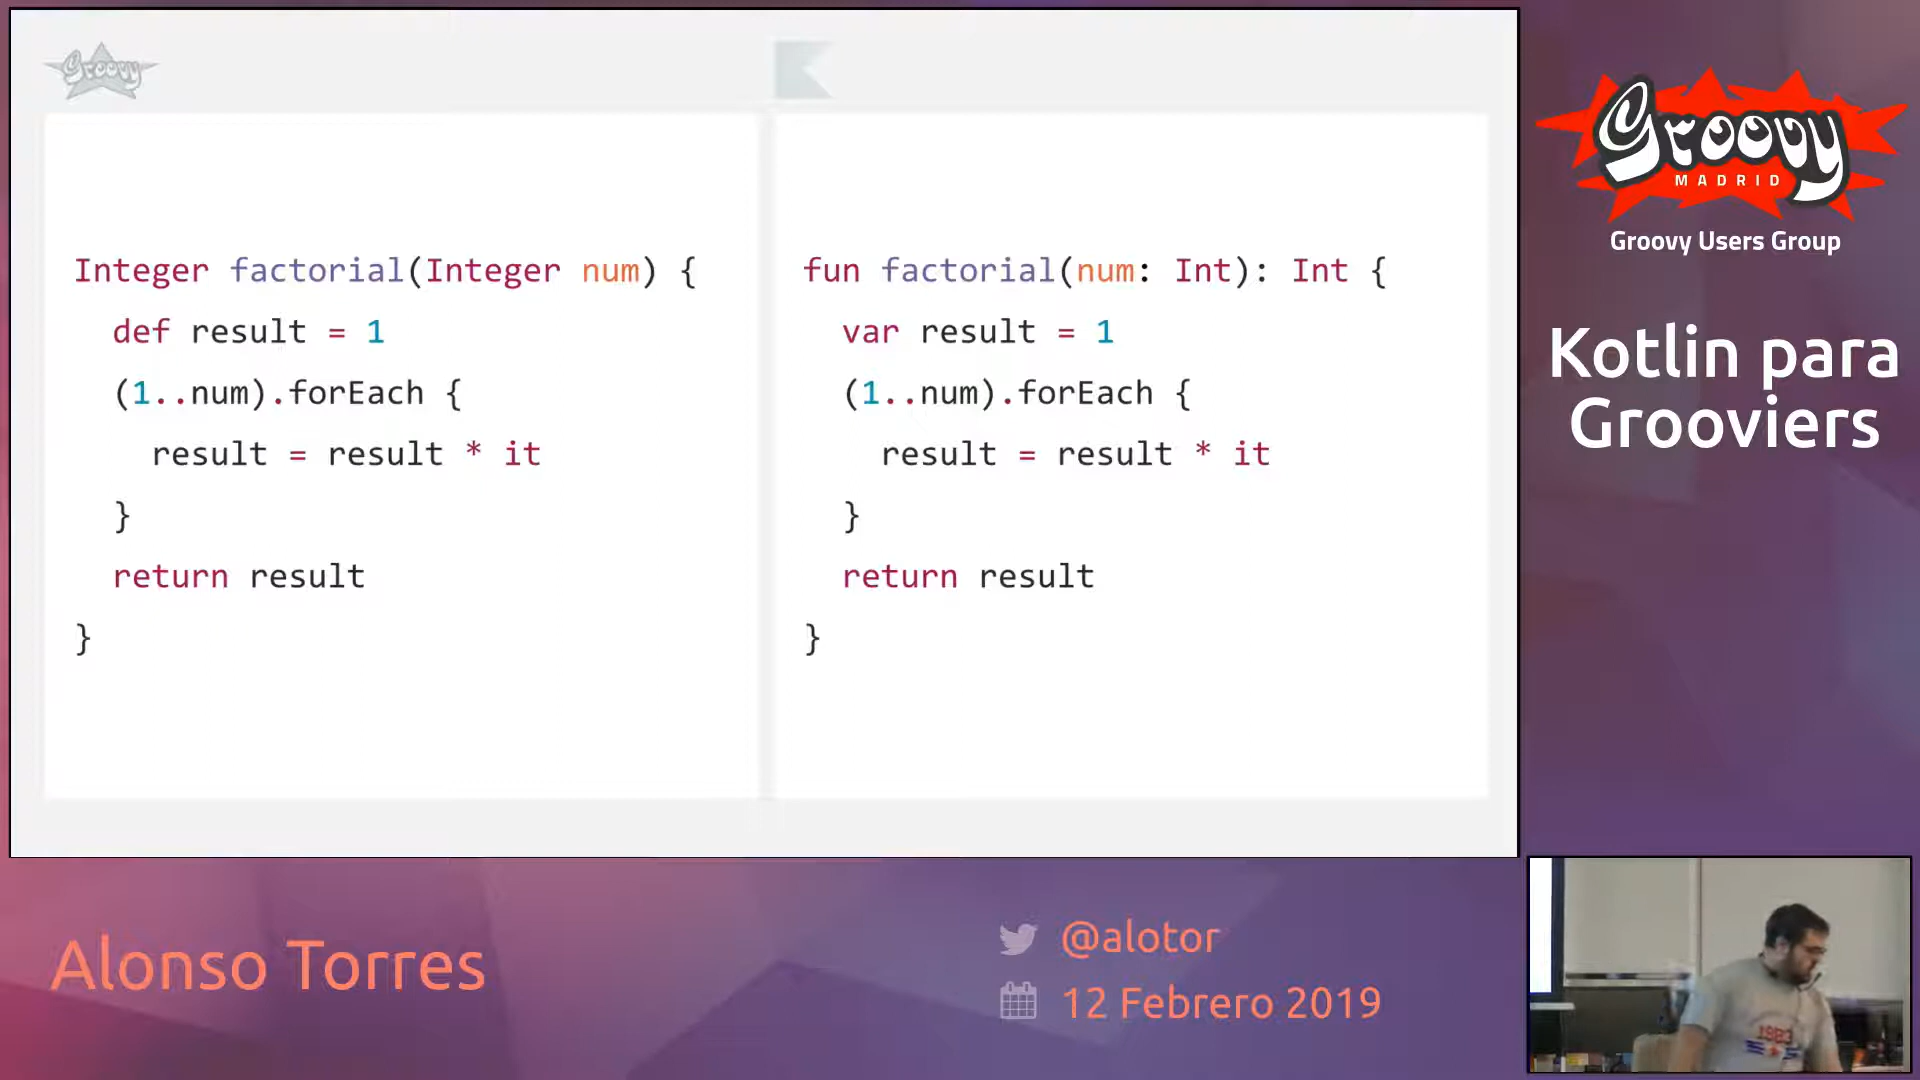 Groovy
Integer factorial(Integer num) {
def result = 1
(1..num).forEach {
result = result * it
}
return result
}
fun factorial(num: Int): Int {
var result = 1
(1..num).forEach {
result = result * it
}
return result
}
Groovy
MADRID
Groovy Users Group
Kotlin para
Grooviers
Alonso Torres
@alotor
12 Febrero 2019
1983